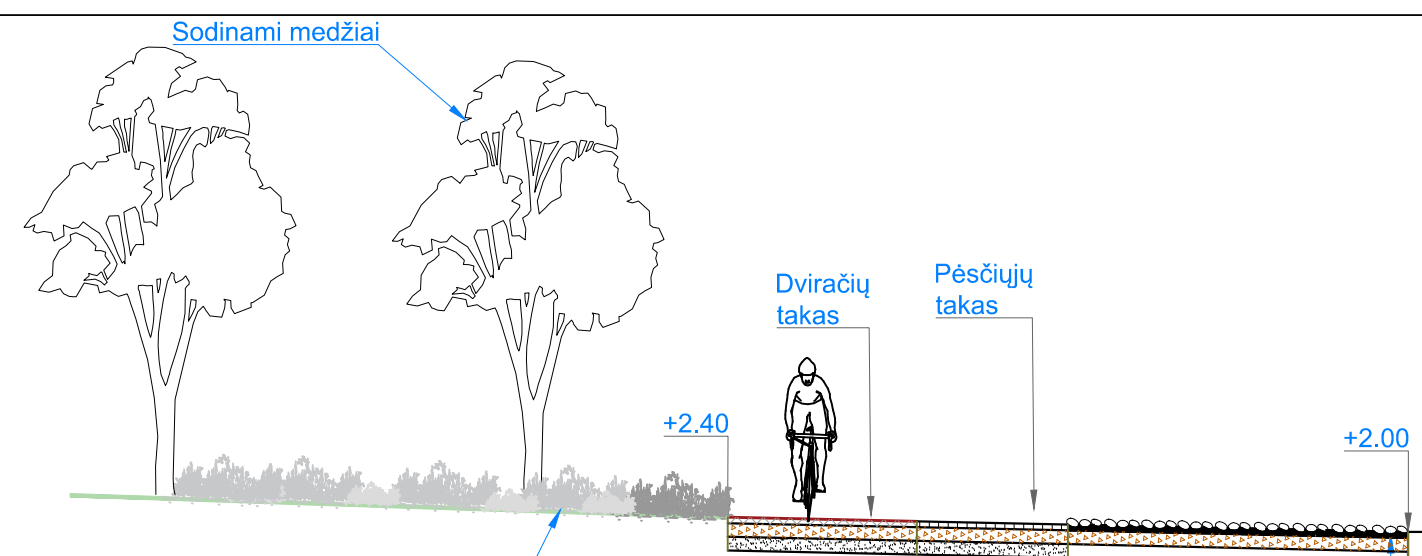 Sodinami medžiai
Dviračių
takas
Pėsčiųjų
takas
+2.40
+2.00